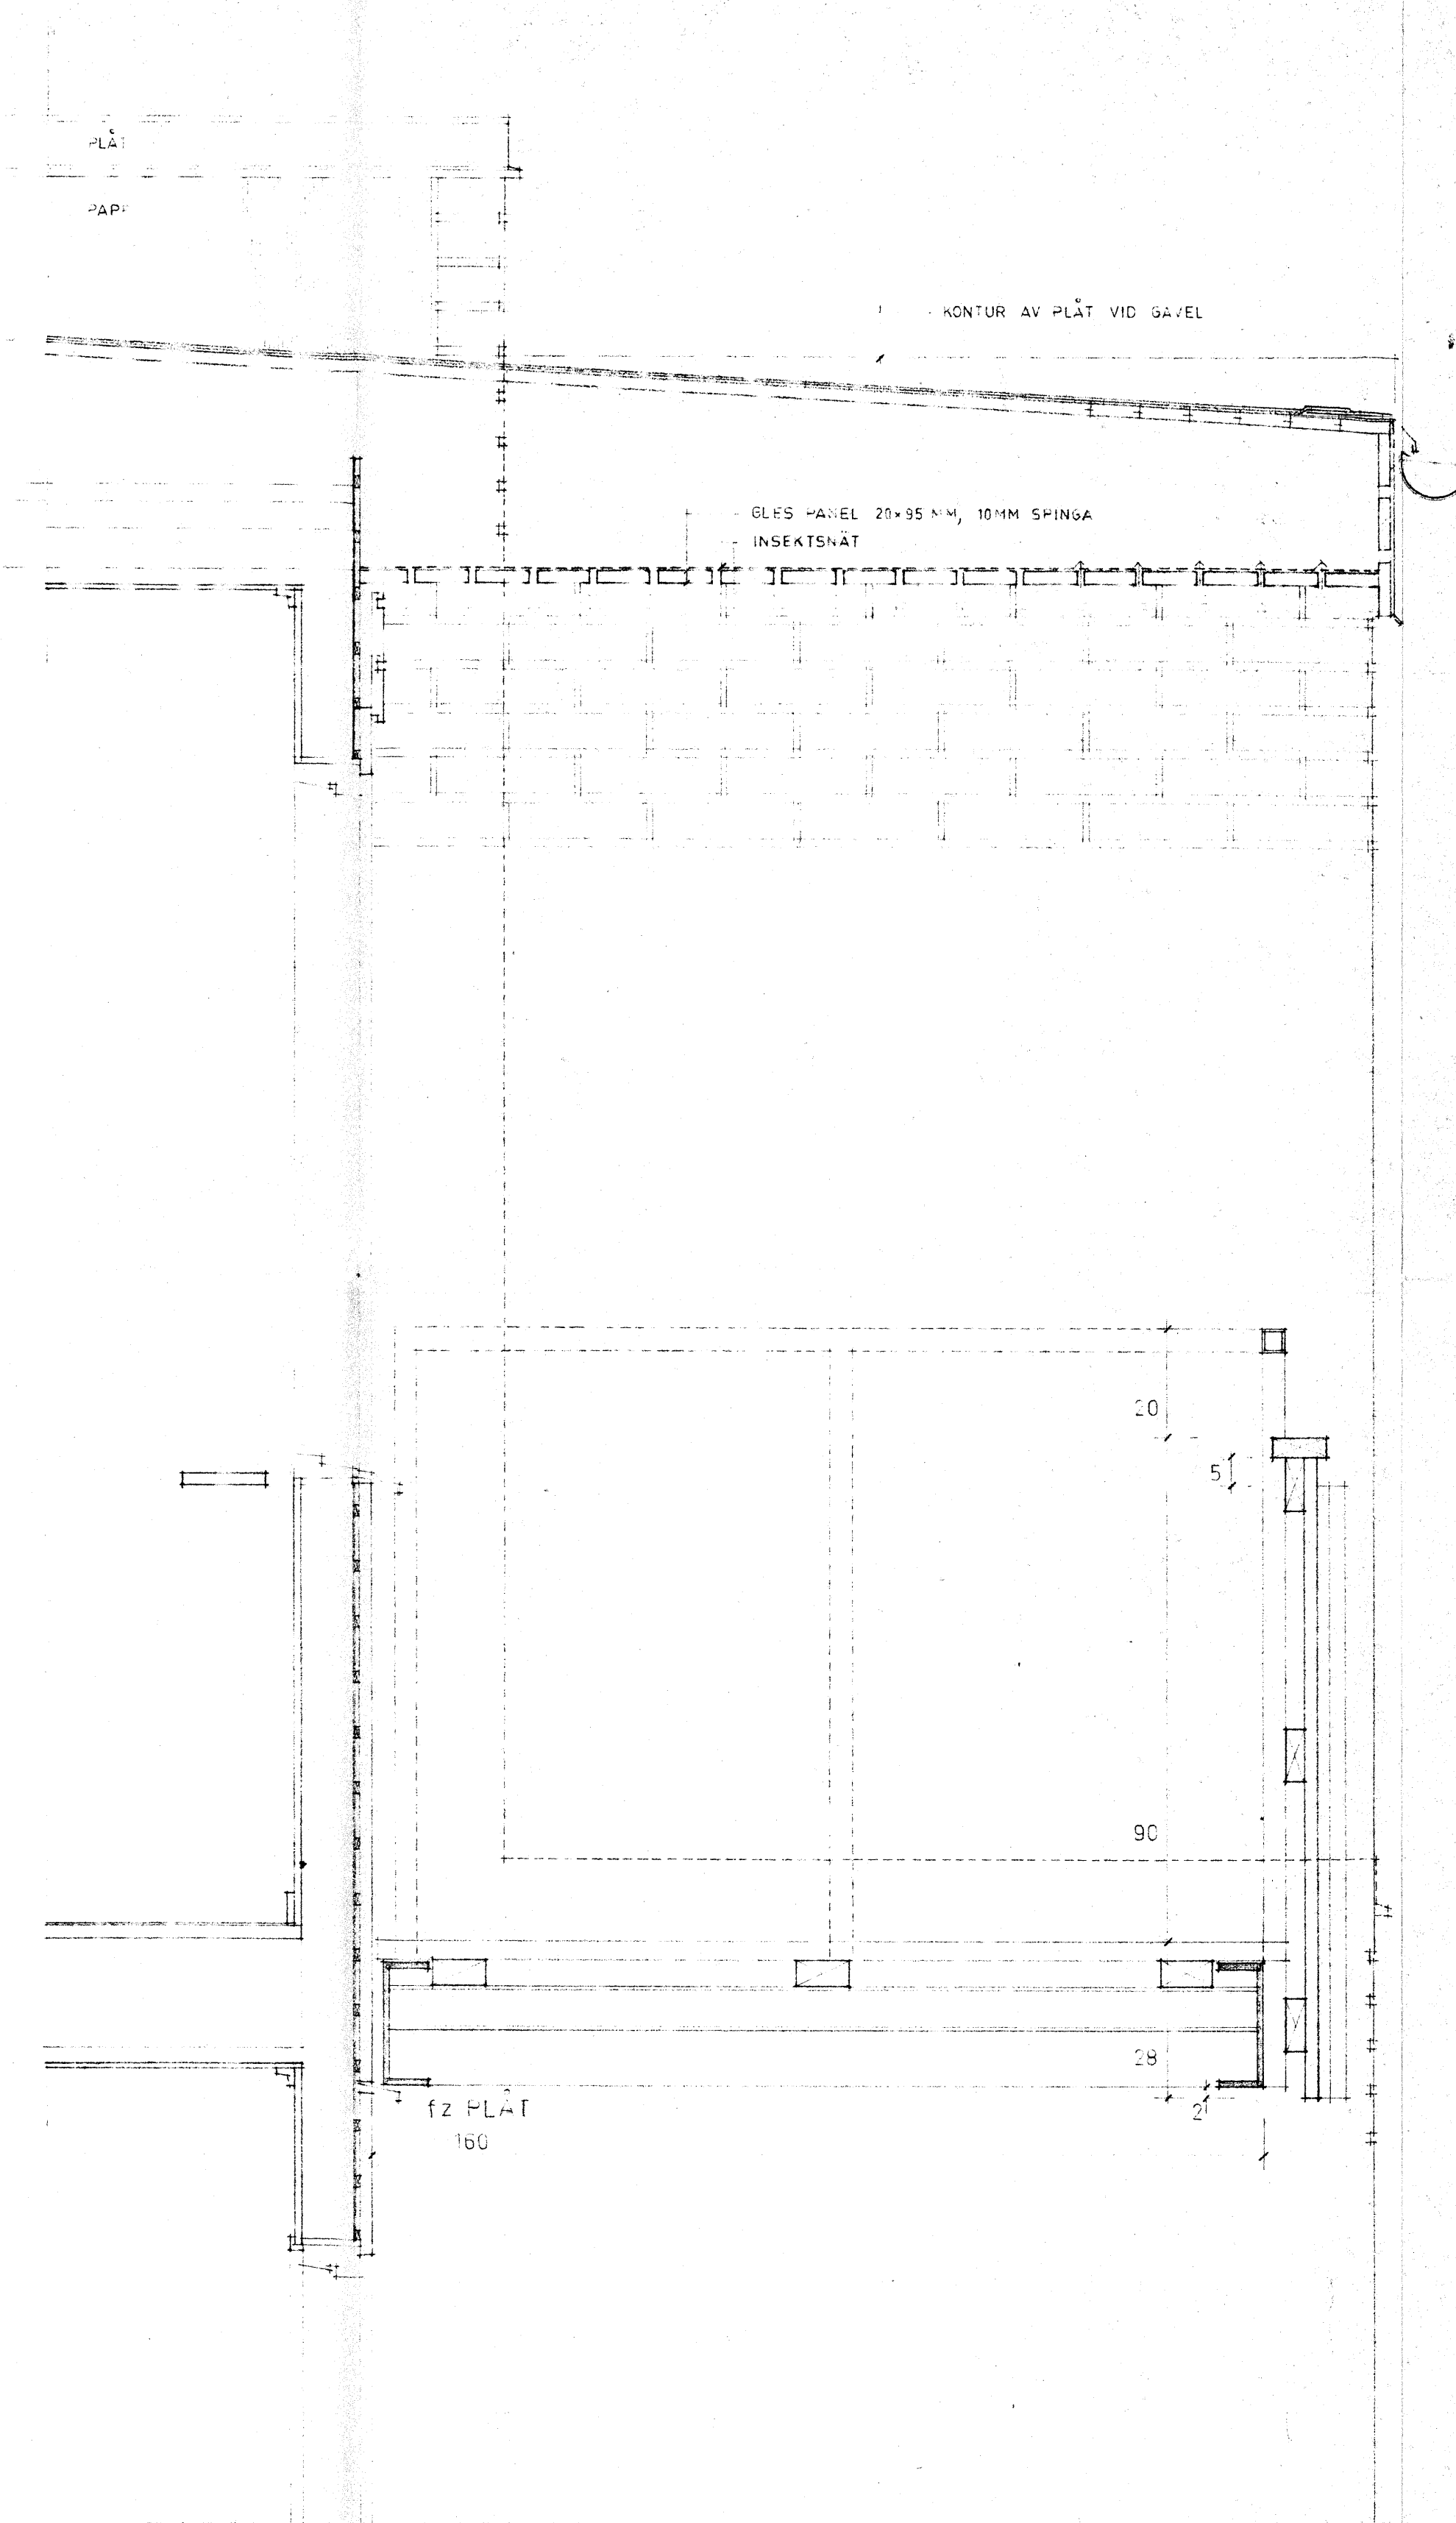 PLÅT
PAPP
KONTUR AV PLÅT VID GAVEL
GLES PANEL 20×95 MM, 10MM SPINGA
INSEKTSNÄT
20
5
90
28
2
fz PLÅT
160